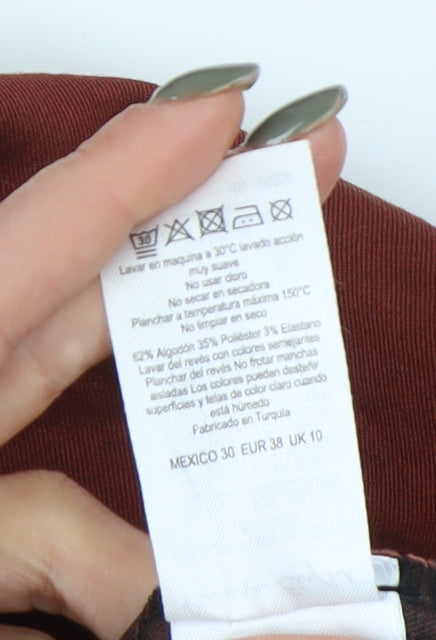 30
Lavar en maquina a 30°C lavado acción
muy suave
No usar cloro
No secar en secadora
Planchar a temperatura máxima 150°C
No limpiar en seco
62% Algodón 35% Poliéster 3% Elastano
Lavar del revés con colores semejantes
Planchar del revés No frotar manchas
aisladas Los colores pueden desteñir
superficies y telas de color claro cuando
está húmedo
Fabricado en Turquía
MEXICO 30 EUR 38 UK 10